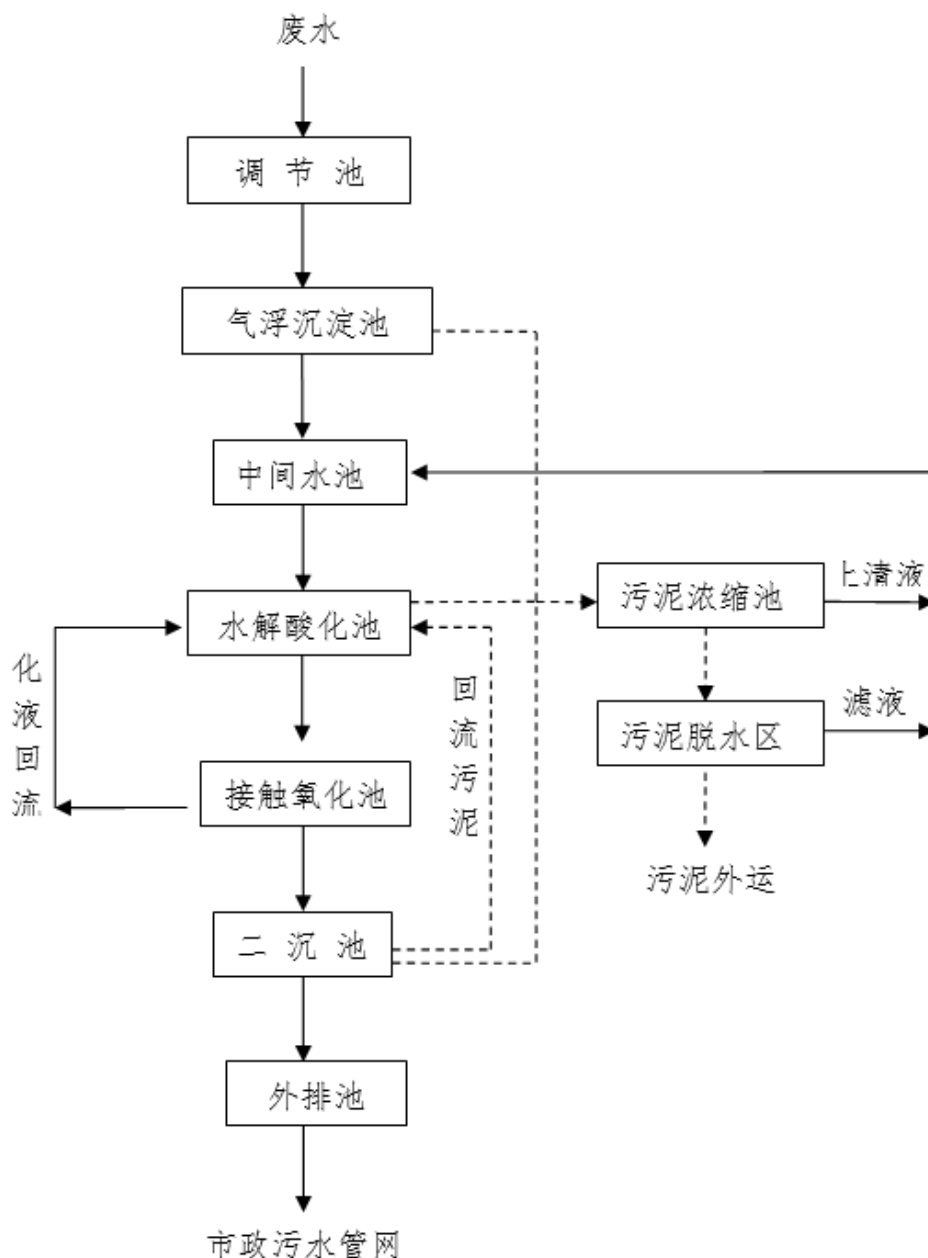 废水
调节池
气浮沉淀池
中间水池
水解酸化池
污泥浓缩池
上清液
化液回流
回流污泥
污泥脱水区
滤液
接触氧化池
污泥外运
二沉池
外排池
市政污水管网